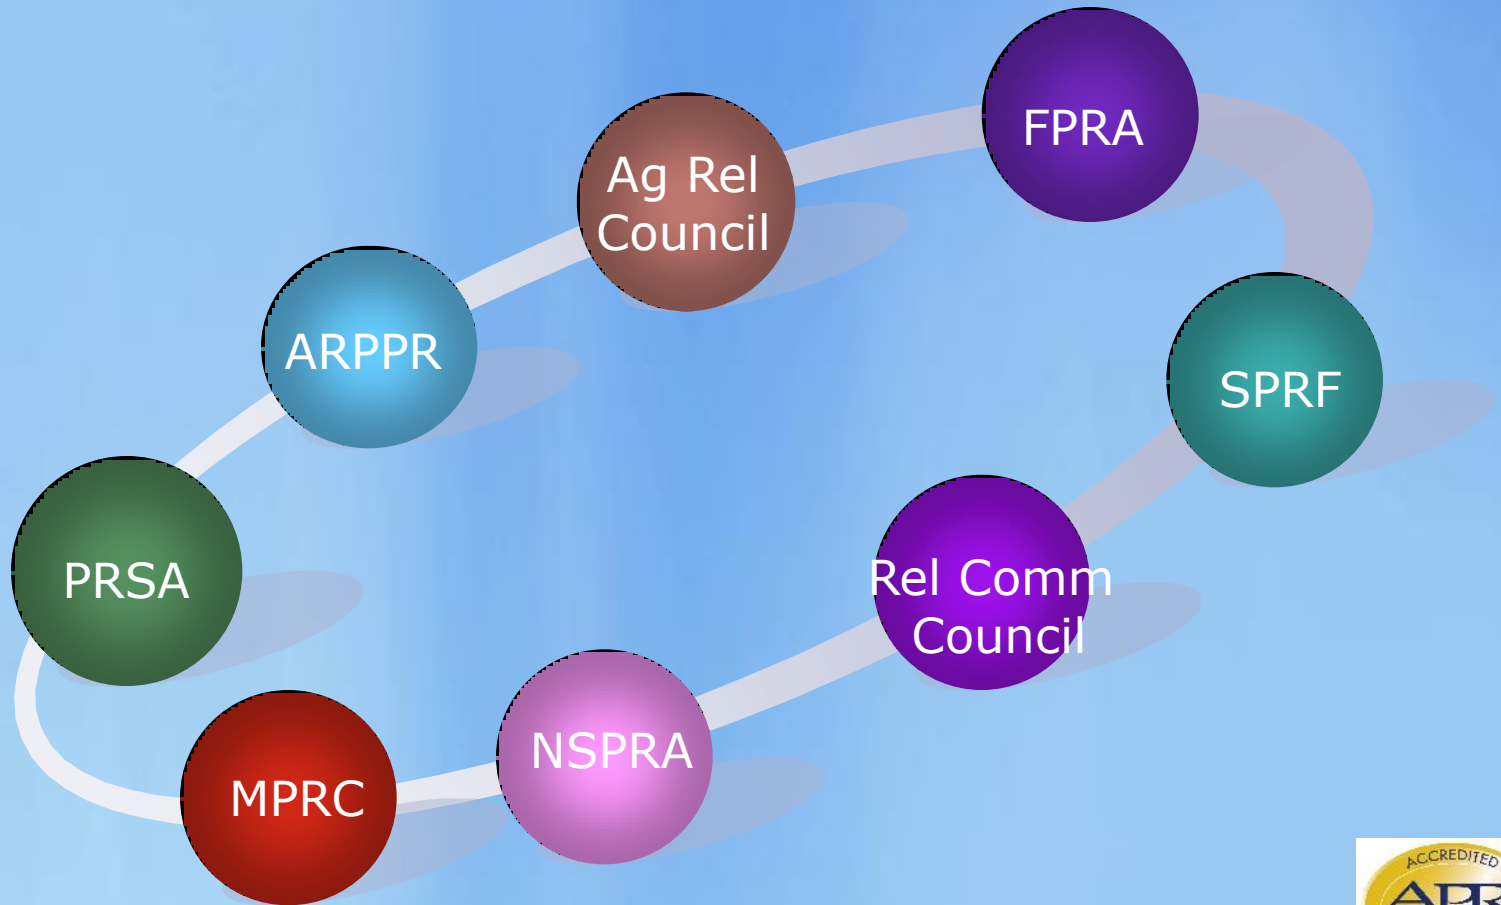 FPRA
Ag Rel
Council
ARPPR
SPRF
PRSA
Rel Comm
Council
NSPRA
MPRC
ACCREDITED